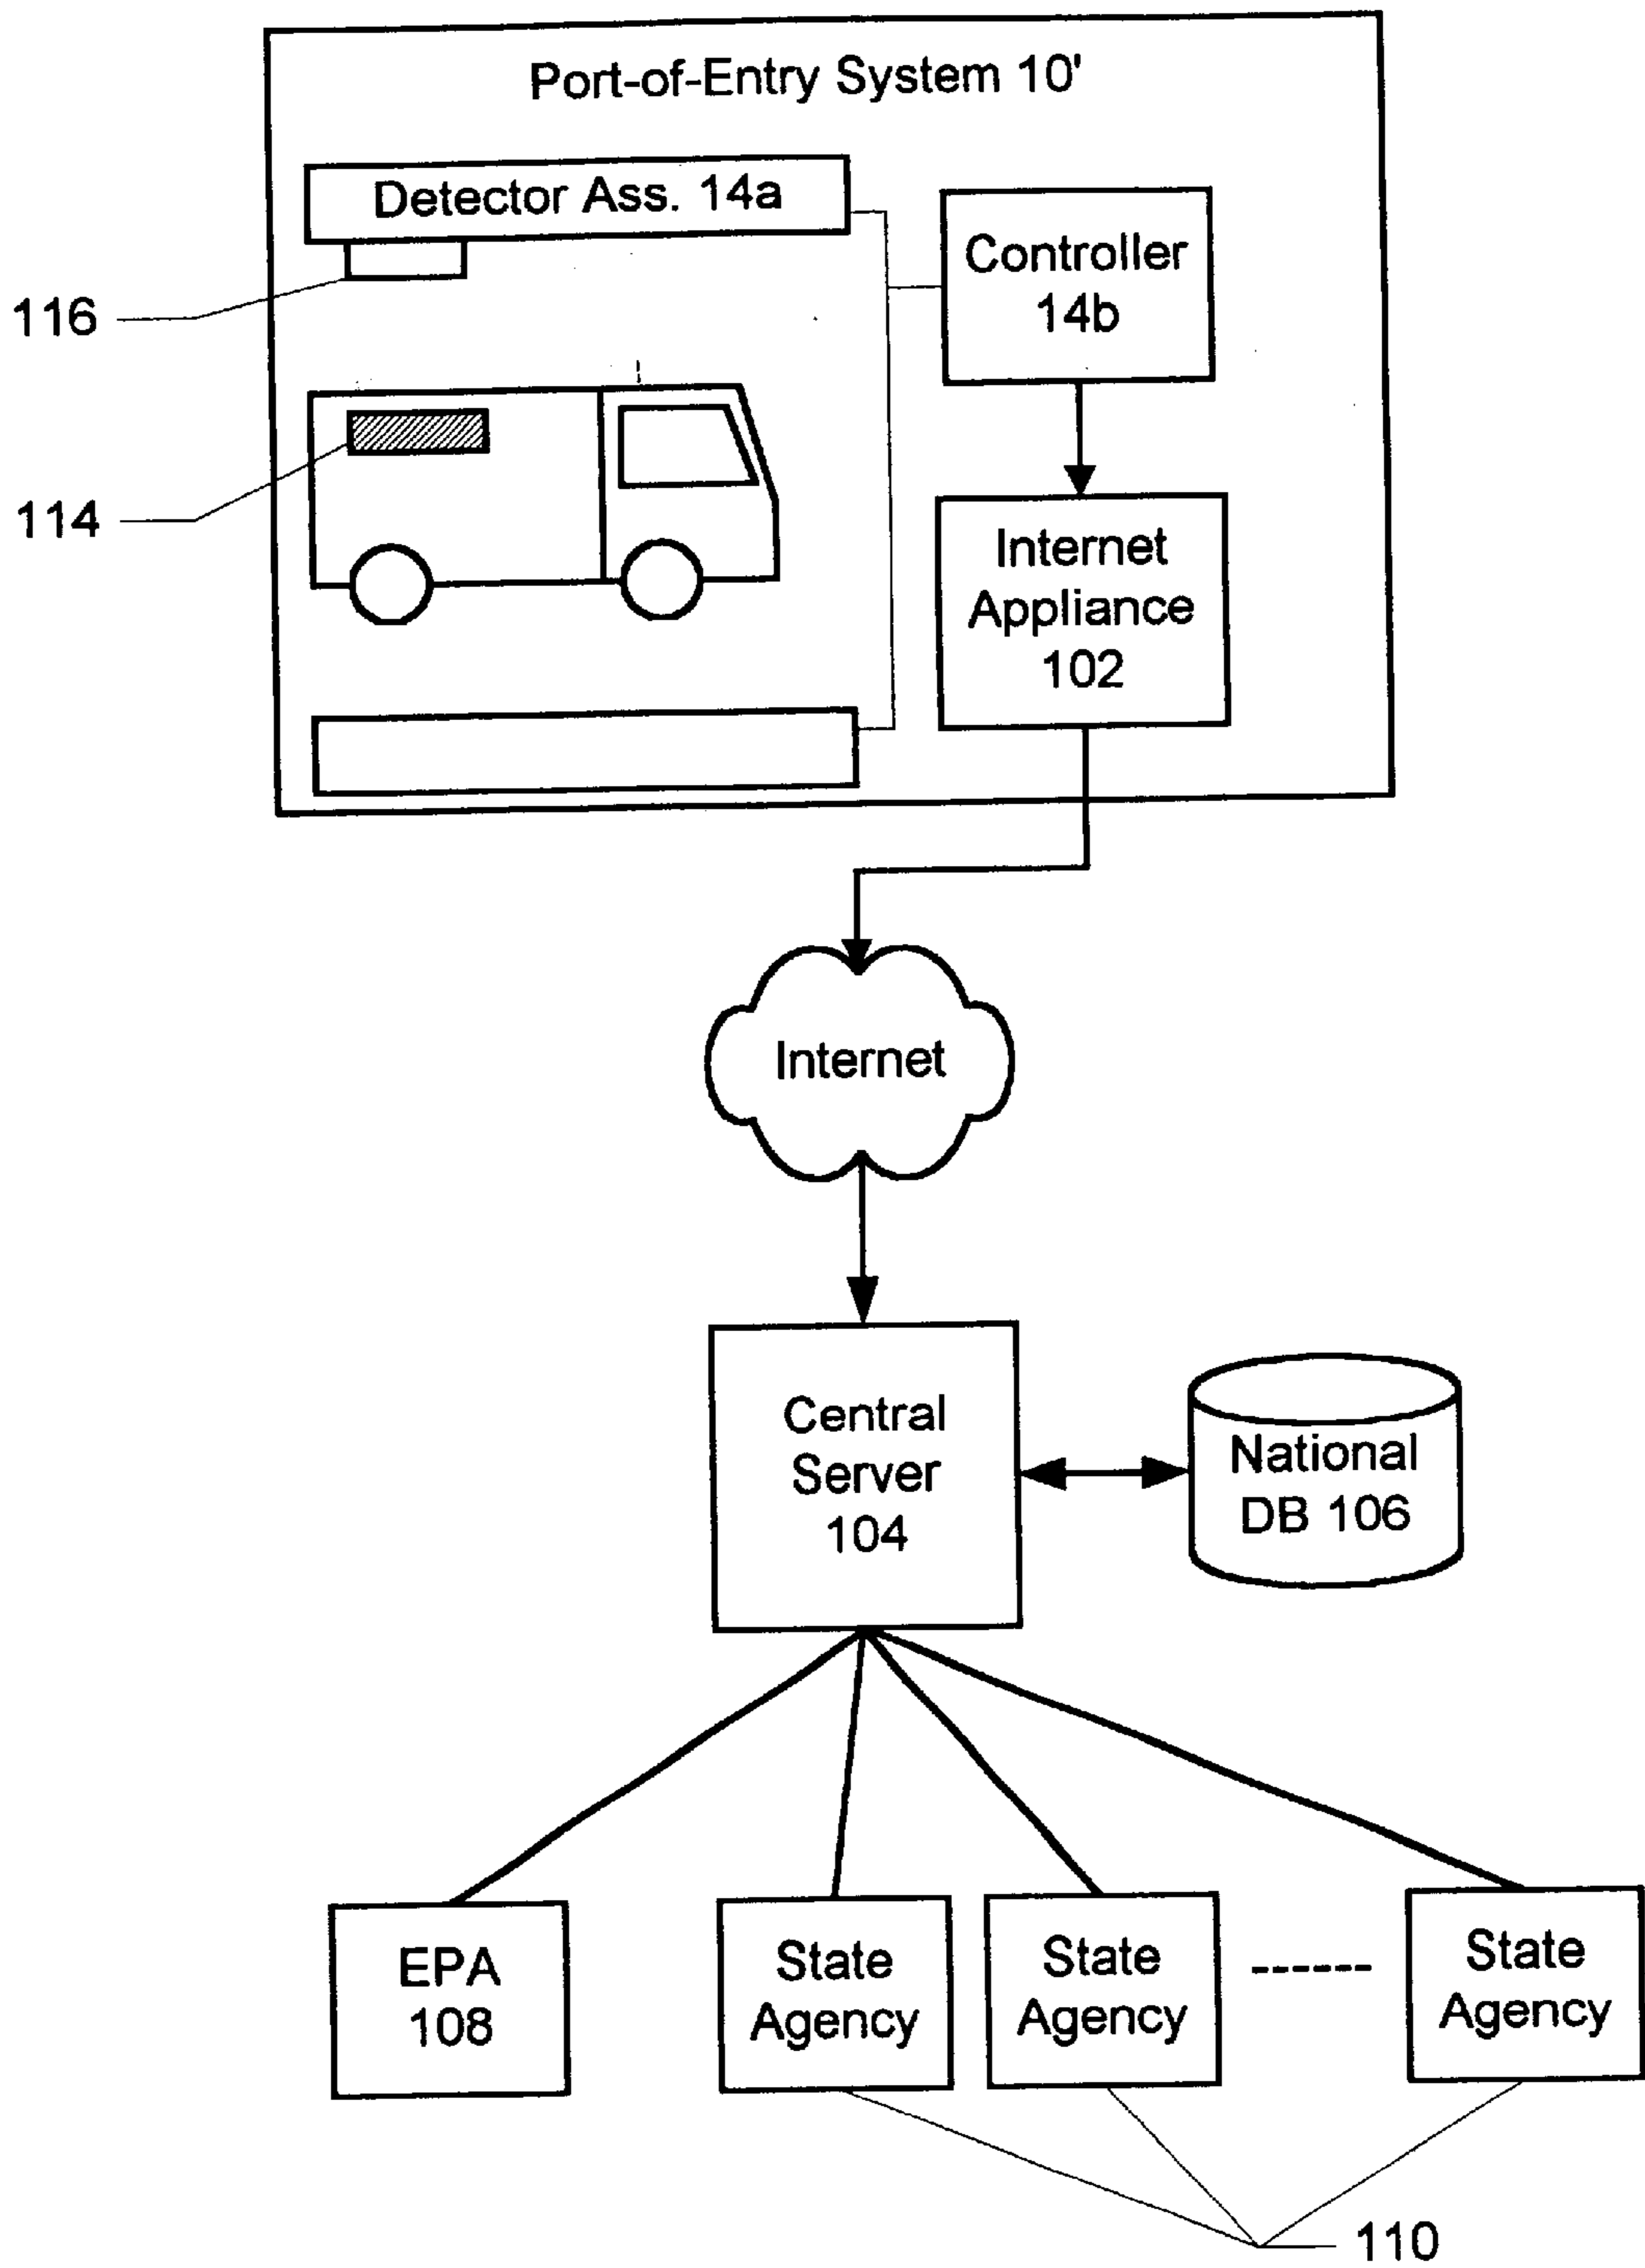 Port-of-Entry System 10'
Detector Ass. 14a
Controller
14b
116
114
Internet
Appliance
102
Internet
Central
Server
104
National
DB 106
EPA
108
State
Agency
State
Agency
State
Agency
110